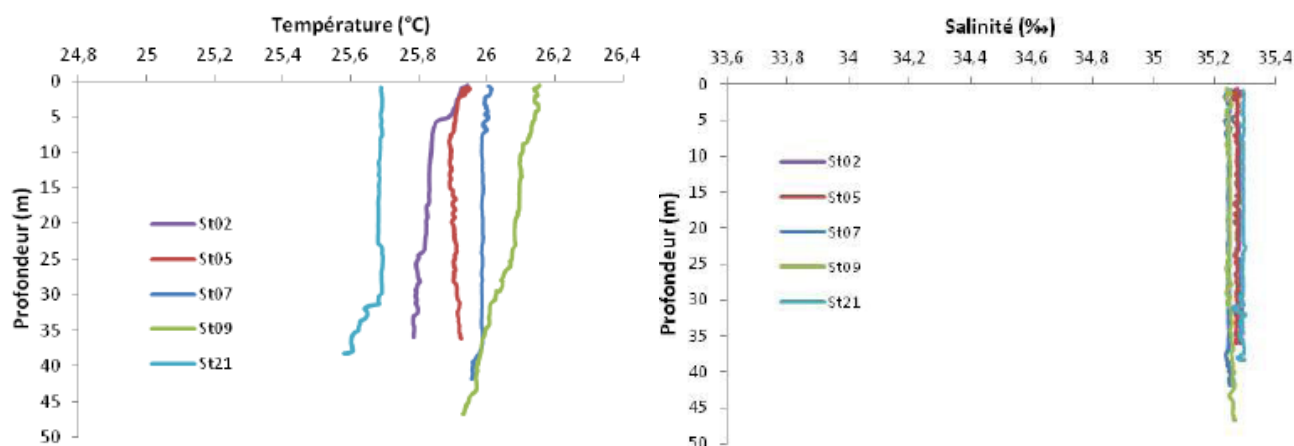 Température (°C)
24,8 25 25,2 25,4 25,6 25,8 26 26,2 26,4
0
5
10
15
20
25
30
35
40
45
50
Profondeur (m)
St02
St05
St07
St09
St21
Salinité (‰)
33,6 33,8 34 34,2 34,4 34,6 34,8 35 35,2 35,4
0
5
10
15
20
25
30
35
40
45
50
Profondeur (m)
St02
St05
St07
St09
St21